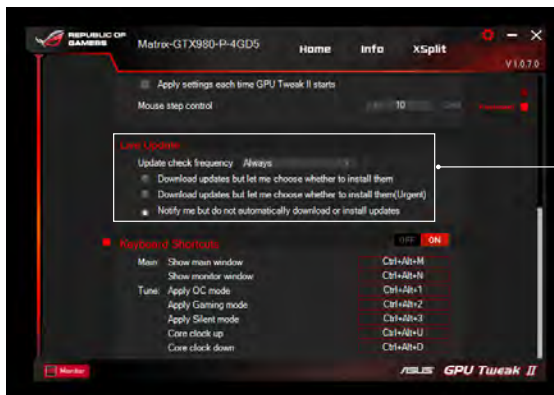 REPUBLIC OF
GAMERS
Matrix-GTX980-P-4GD5
Home Info XSplit
V1.0.7.0
Apply settings each time GPU Tweak II starts
Mouse step control 10
Live Update
Update check frequency Always
Download updates but let me choose whether to install them
Download updates but let me choose whether to install them(Urgent)
Notify me but do not automatically download or install updates
Keyboard Shortcuts OFF ON
Main: Show main window Ctrl+Alt+M
Show monitor window Ctrl+Alt+N
Tune: Apply OC mode Ctrl+Alt+1
Apply Gaming mode Ctrl+Alt+2
Apply Silent mode Ctrl+Alt+3
Core clock up Ctrl+Alt+U
Core clock down Ctrl+Alt+D
Monitor
ASUS GPU Tweak II